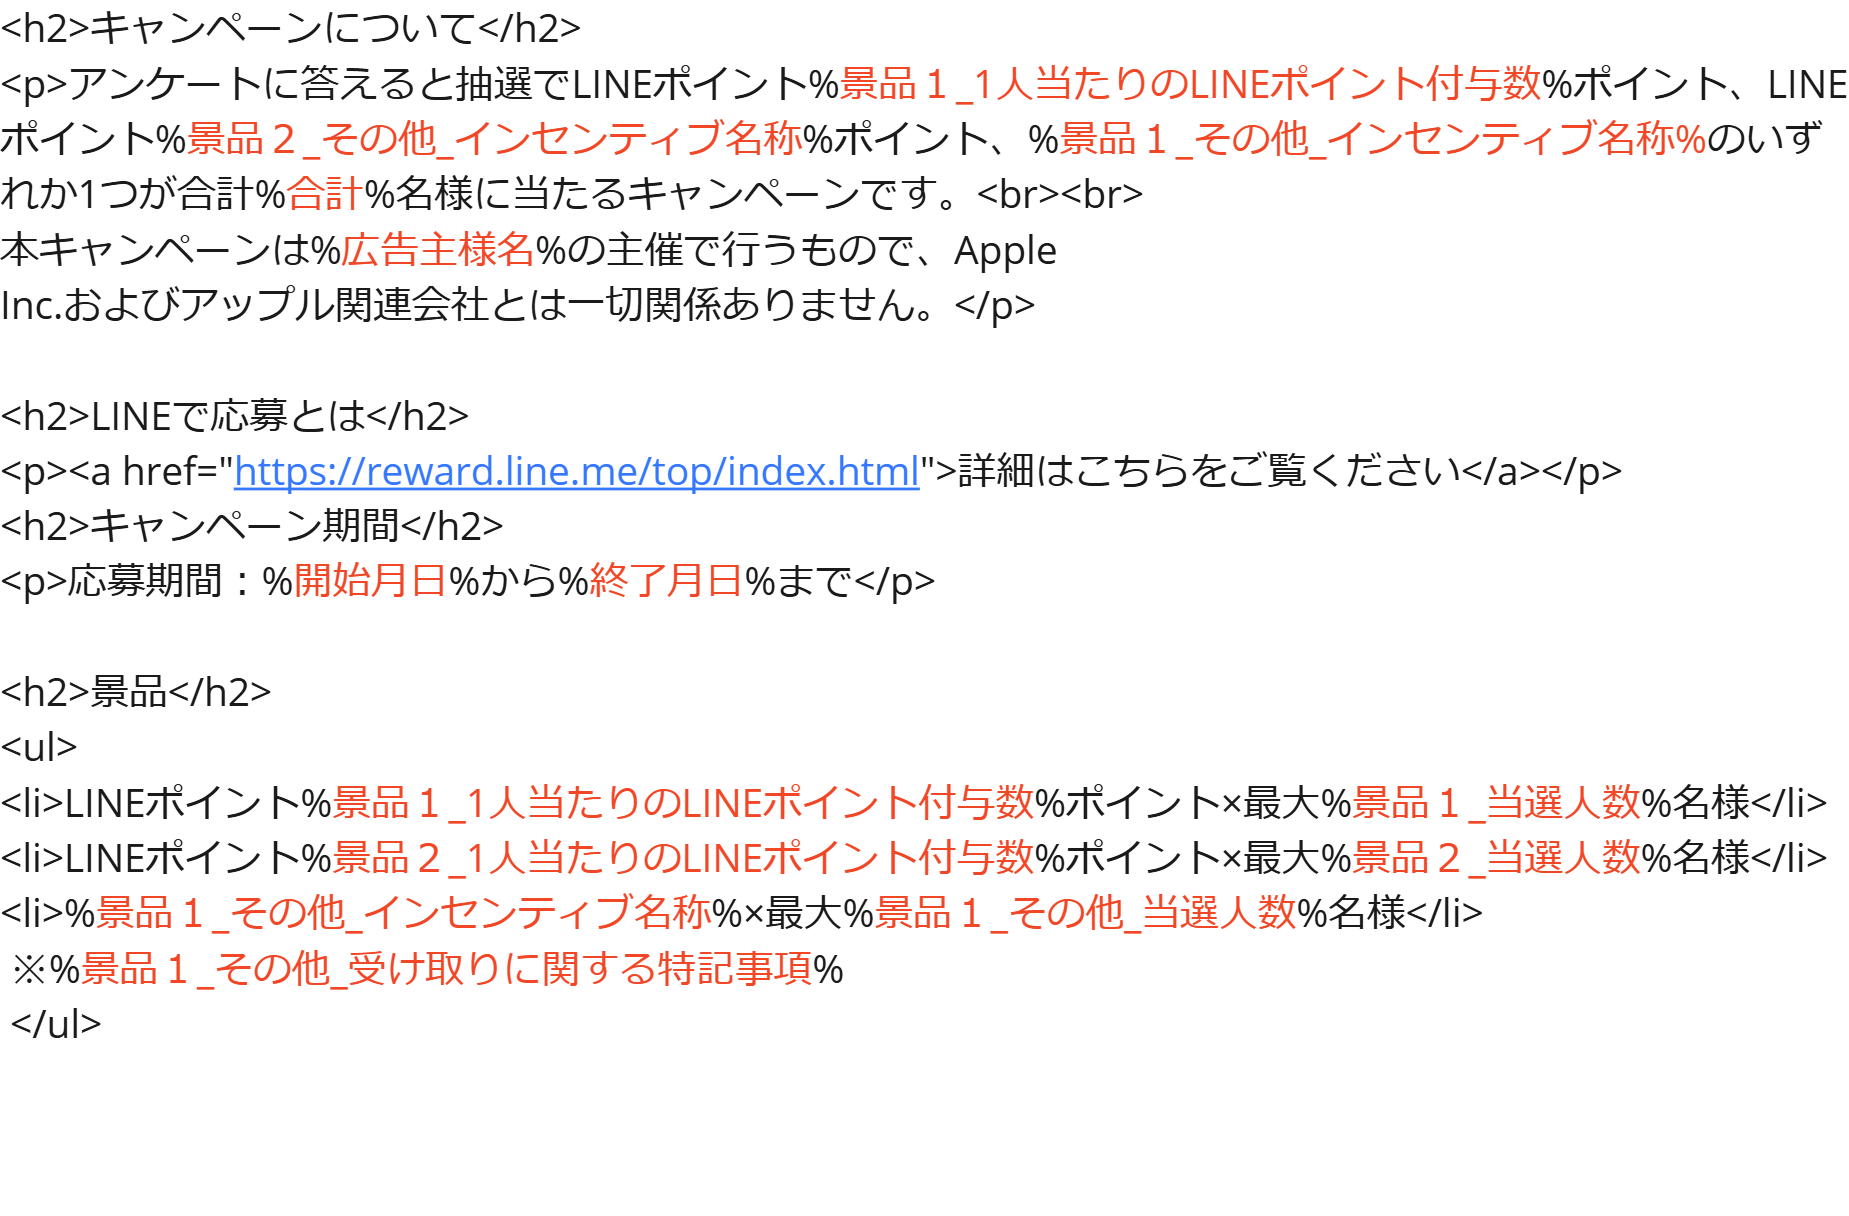 <h2>キャンペーンについて</h2>
<p>アンケートに答えると抽選でLINEポイント%景品１_1人当たりのLINEポイント付与数%ポイント、LINE
ポイント%景品２_その他_インセンティブ名称%ポイント、%景品１_その他_インセンティブ名称%のいず
れか1つが合計%合計%名様に当たるキャンペーンです。<br><br>
本キャンペーンは%広告主様名%の主催で行うもので、Apple
Inc.およびアップル関連会社とは一切関係ありません。</p>

<h2>LINEで応募とは</h2>
<p><a href="https://reward.line.me/top/index.html">詳細はこちらをご覧ください</a></p>
<h2>キャンペーン期間</h2>
<p>応募期間：%開始月日%から%終了月日%まで</p>

<h2>景品</h2>
<ul>
<li>LINEポイント%景品１_1人当たりのLINEポイント付与数%ポイント×最大%景品１_当選人数%名様</li>
<li>LINEポイント%景品２_1人当たりのLINEポイント付与数%ポイント×最大%景品２_当選人数%名様</li>
<li>%景品１_その他_インセンティブ名称%×最大%景品１_その他_当選人数%名様</li>
※%景品１_その他_受け取りに関する特記事項%
</ul>